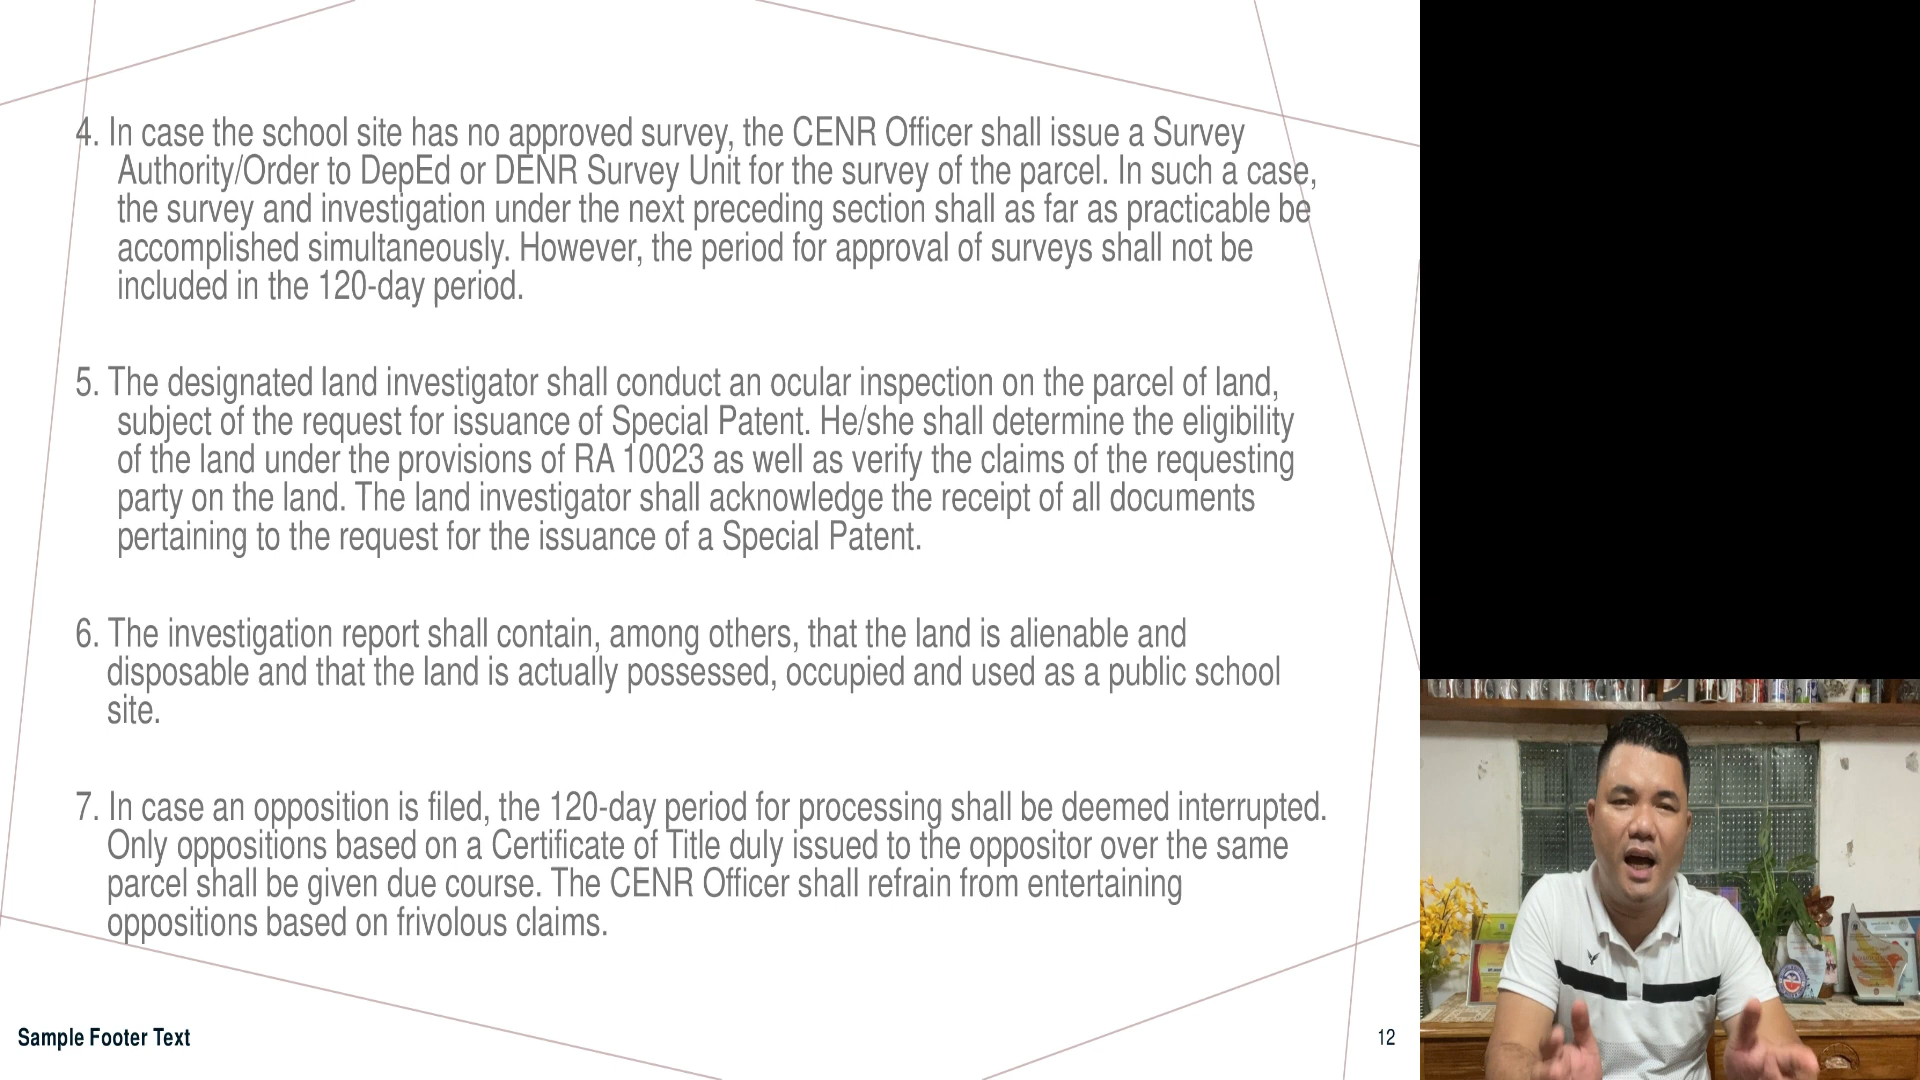 4. In case the school site has no approved survey, the CENR Officer shall issue a Survey
Authority/Order to DepEd or DENR Survey Unit for the survey of the parcel. In such a case,
the survey and investigation under the next preceding section shall as far as practicable be
accomplished simultaneously. However, the period for approval of surveys shall not be
included in the 120-day period.
5. The designated land investigator shall conduct an ocular inspection on the parcel of land,
subject of the request for issuance of Special Patent. He/she shall determine the eligibility
of the land under the provisions of RA 10023 as well as verify the claims of the requesting
party on the land. The land investigator shall acknowledge the receipt of all documents
pertaining to the request for the issuance of a Special Patent.
6. The investigation report shall contain, among others, that the land is alienable and
disposable and that the land is actually possessed, occupied and used as a public school
site.
7. In case an opposition is filed, the 120-day period for processing shall be deemed interrupted.
Only oppositions based on a Certificate of Title duly issued to the oppositor over the same
parcel shall be given due course. The CENR Officer shall refrain from entertaining
oppositions based on frivolous claims.
Sample Footer Text
12